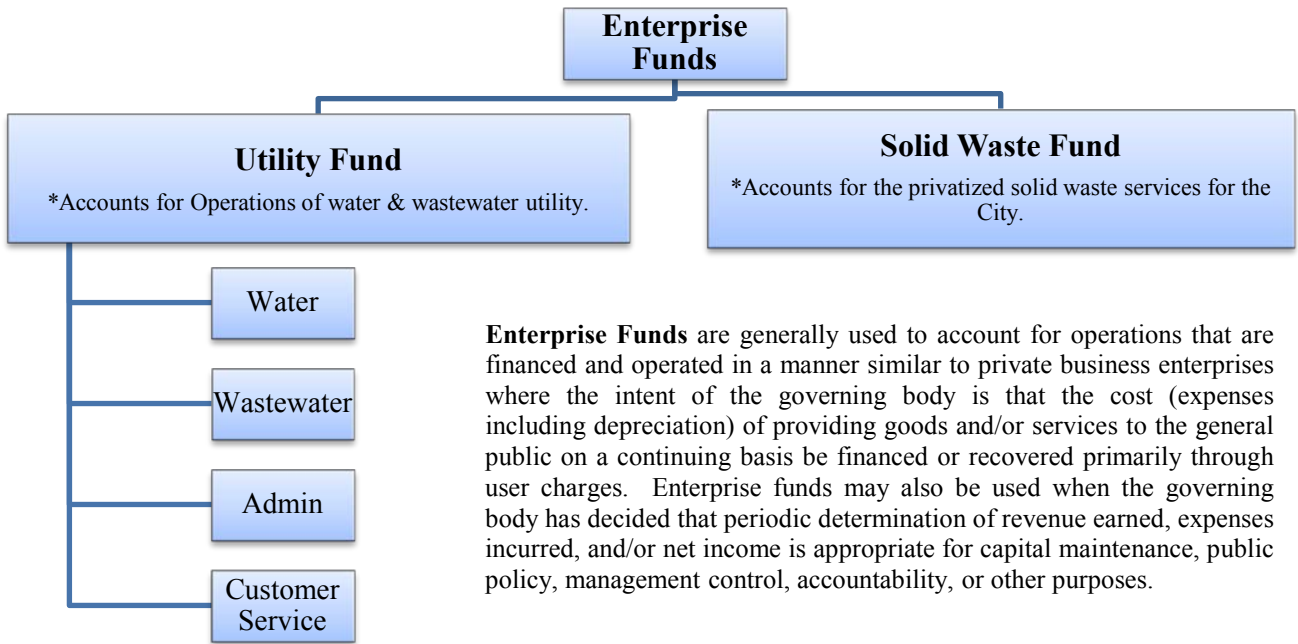 Enterprise
Funds
Utility Fund
*Accounts for Operations of water & wastewater utility.
Solid Waste Fund
*Accounts for the privatized solid waste services for the
City.
Water
Wastewater
Admin
Customer
Service
Enterprise Funds are generally used to account for operations that are
financed and operated in a manner similar to private business enterprises
where the intent of the governing body is that the cost (expenses
including depreciation) of providing goods and/or services to the general
public on a continuing basis be financed or recovered primarily through
user charges. Enterprise funds may also be used when the governing
body has decided that periodic determination of revenue earned, expenses
incurred, and/or net income is appropriate for capital maintenance, public
policy, management control, accountability, or other purposes.